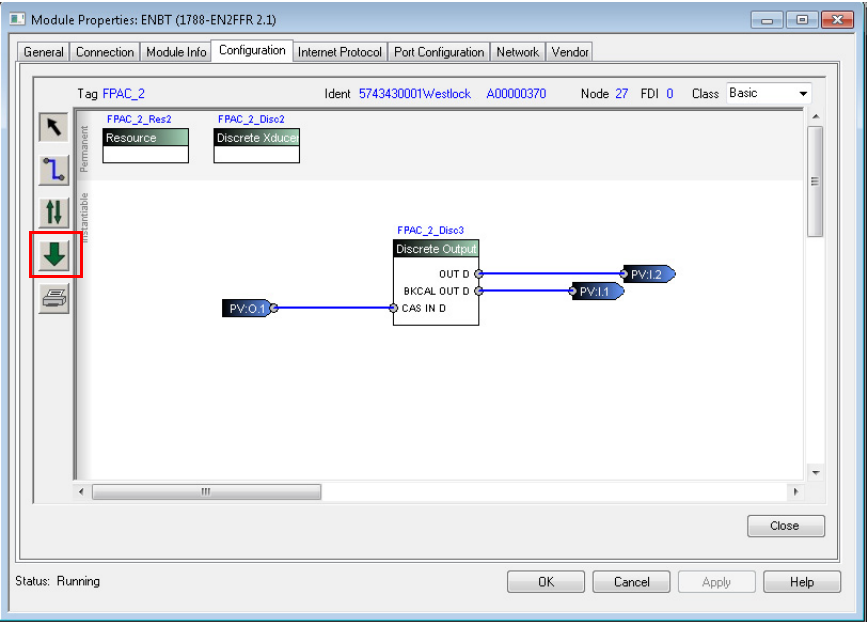 Module Properties: ENBT (1788-EN2FFR 2.1)
General Connection Module Info Configuration Internet Protocol Port Configuration Network Vendor
Tag FPAC_2 Ident 5743430001Westlock A00000370 Node 27 FDI 0 Class Basic
Permanent
FPAC_2_Res2 FPAC_2_Disc2
Resource Discrete Xducer
Instantiable
FPAC_2_Disc3
Discrete Output
OUT D PV:I.2
BKCAL OUT D PV:I.1
PV:O.1 CAS IN D
Close
Status: Running OK Cancel Apply Help